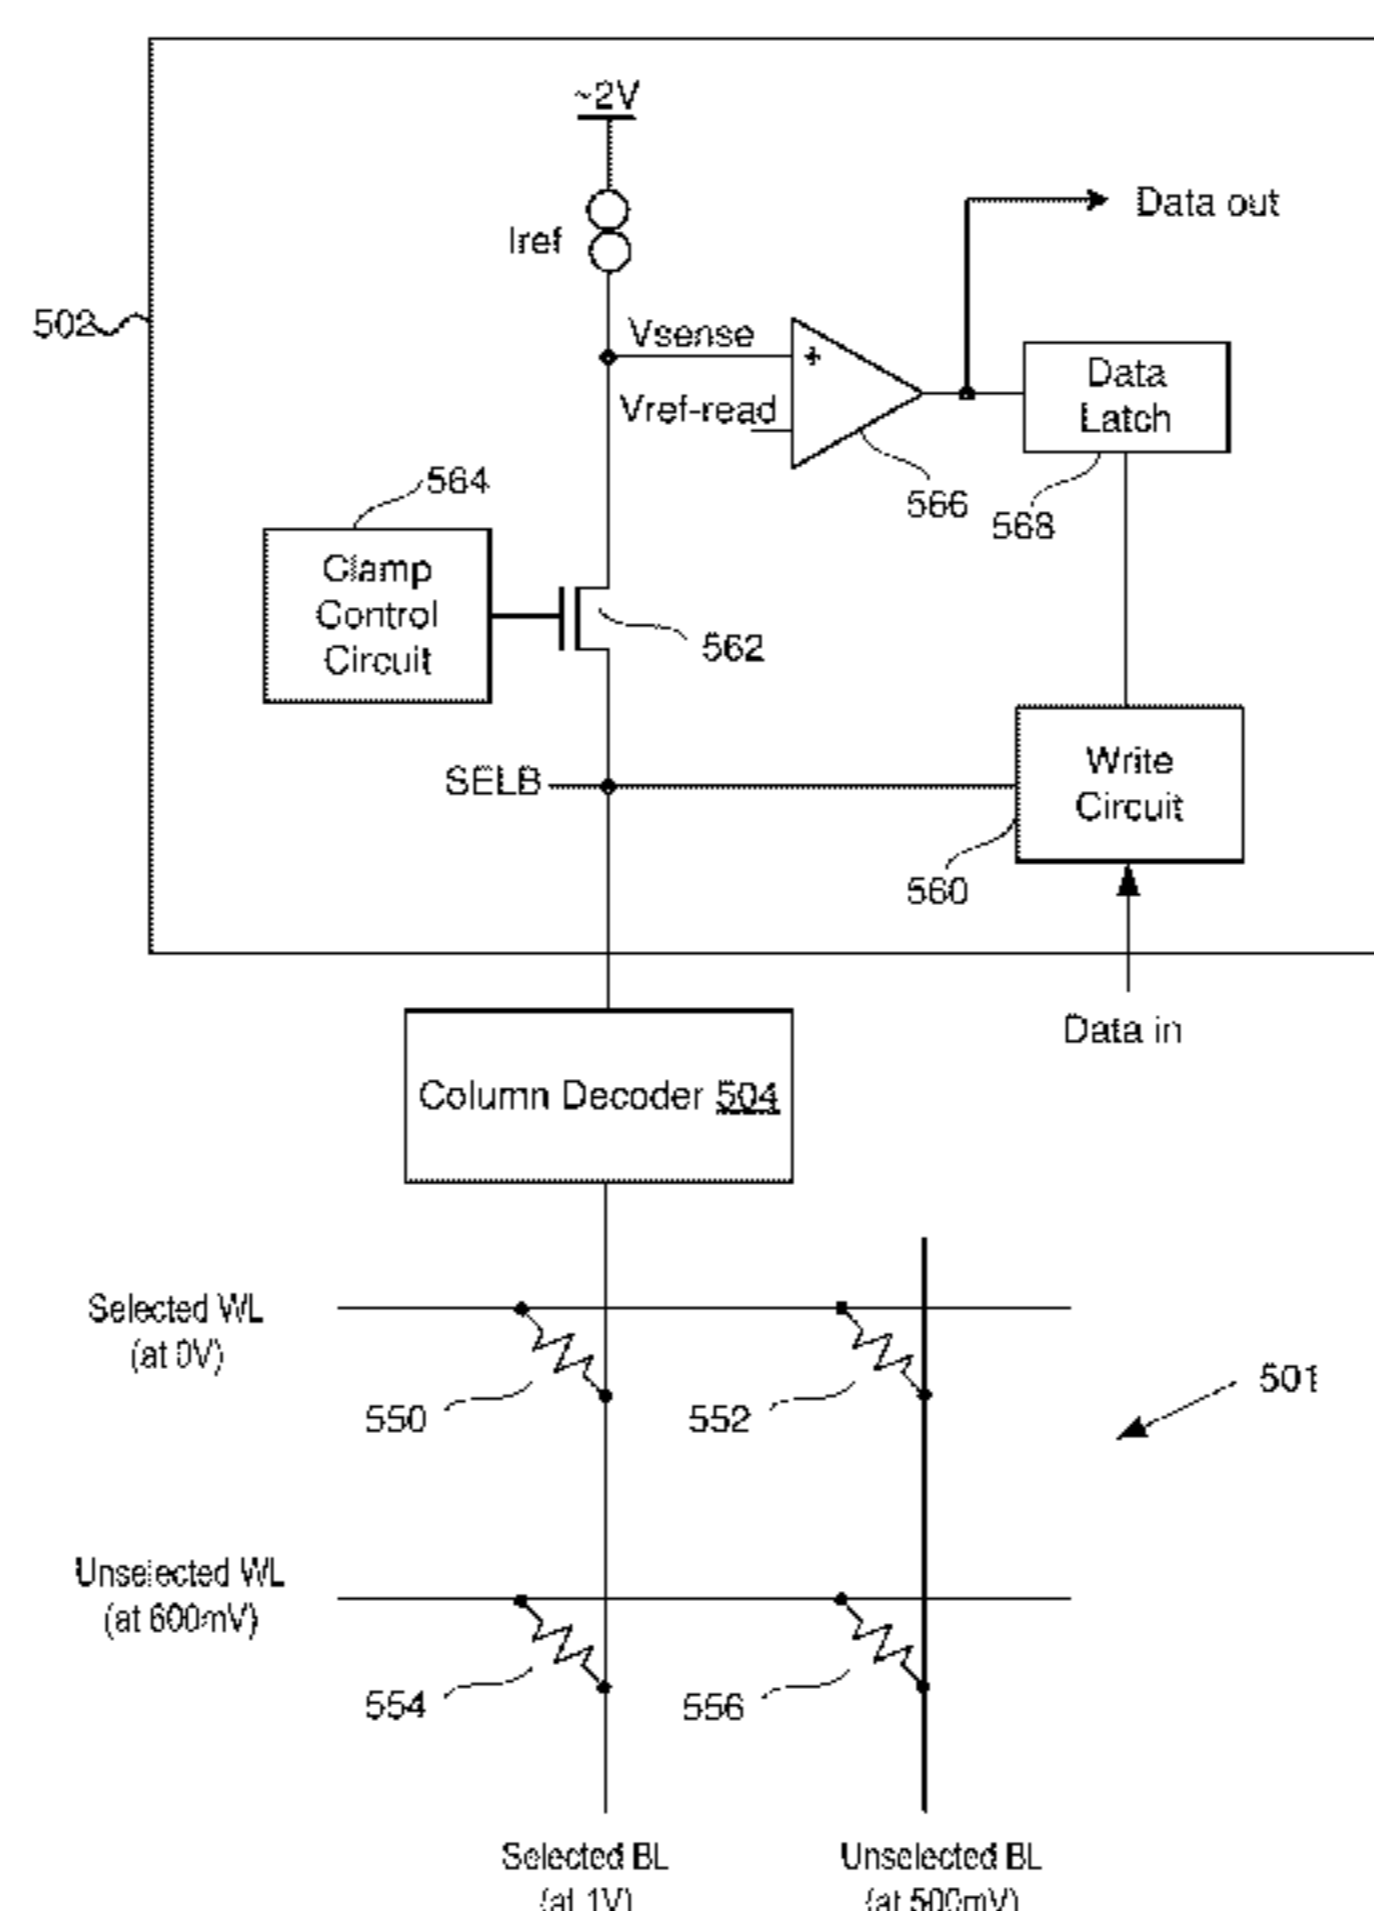 ~2V
Iref
Data out
502
Vsense
+
Vref-read
Data
Latch
564
566
568
Clamp
Control
Circuit
562
SELB
Write
Circuit
560
Data in
Column Decoder 504
Selected WL
(at 0V)
550
552
501
Unselected WL
(at 600mV)
554
556
Selected BL
(at 1V)
Unselected BL
(at 500mV)